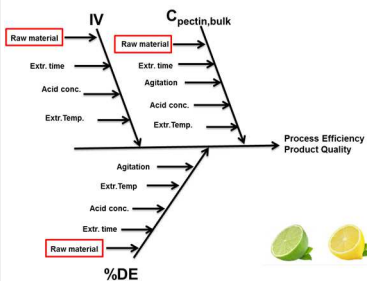 IV
C pectin,bulk
Raw material
Raw material
Extr. time
Extr. time
Agitation
Acid conc.
Acid conc.
Extr.Temp.
Extr.Temp.
Process Efficiency
Product Quality
Agitation
Extr.Temp
Acid conc.
Extr. time
Raw material
%DE